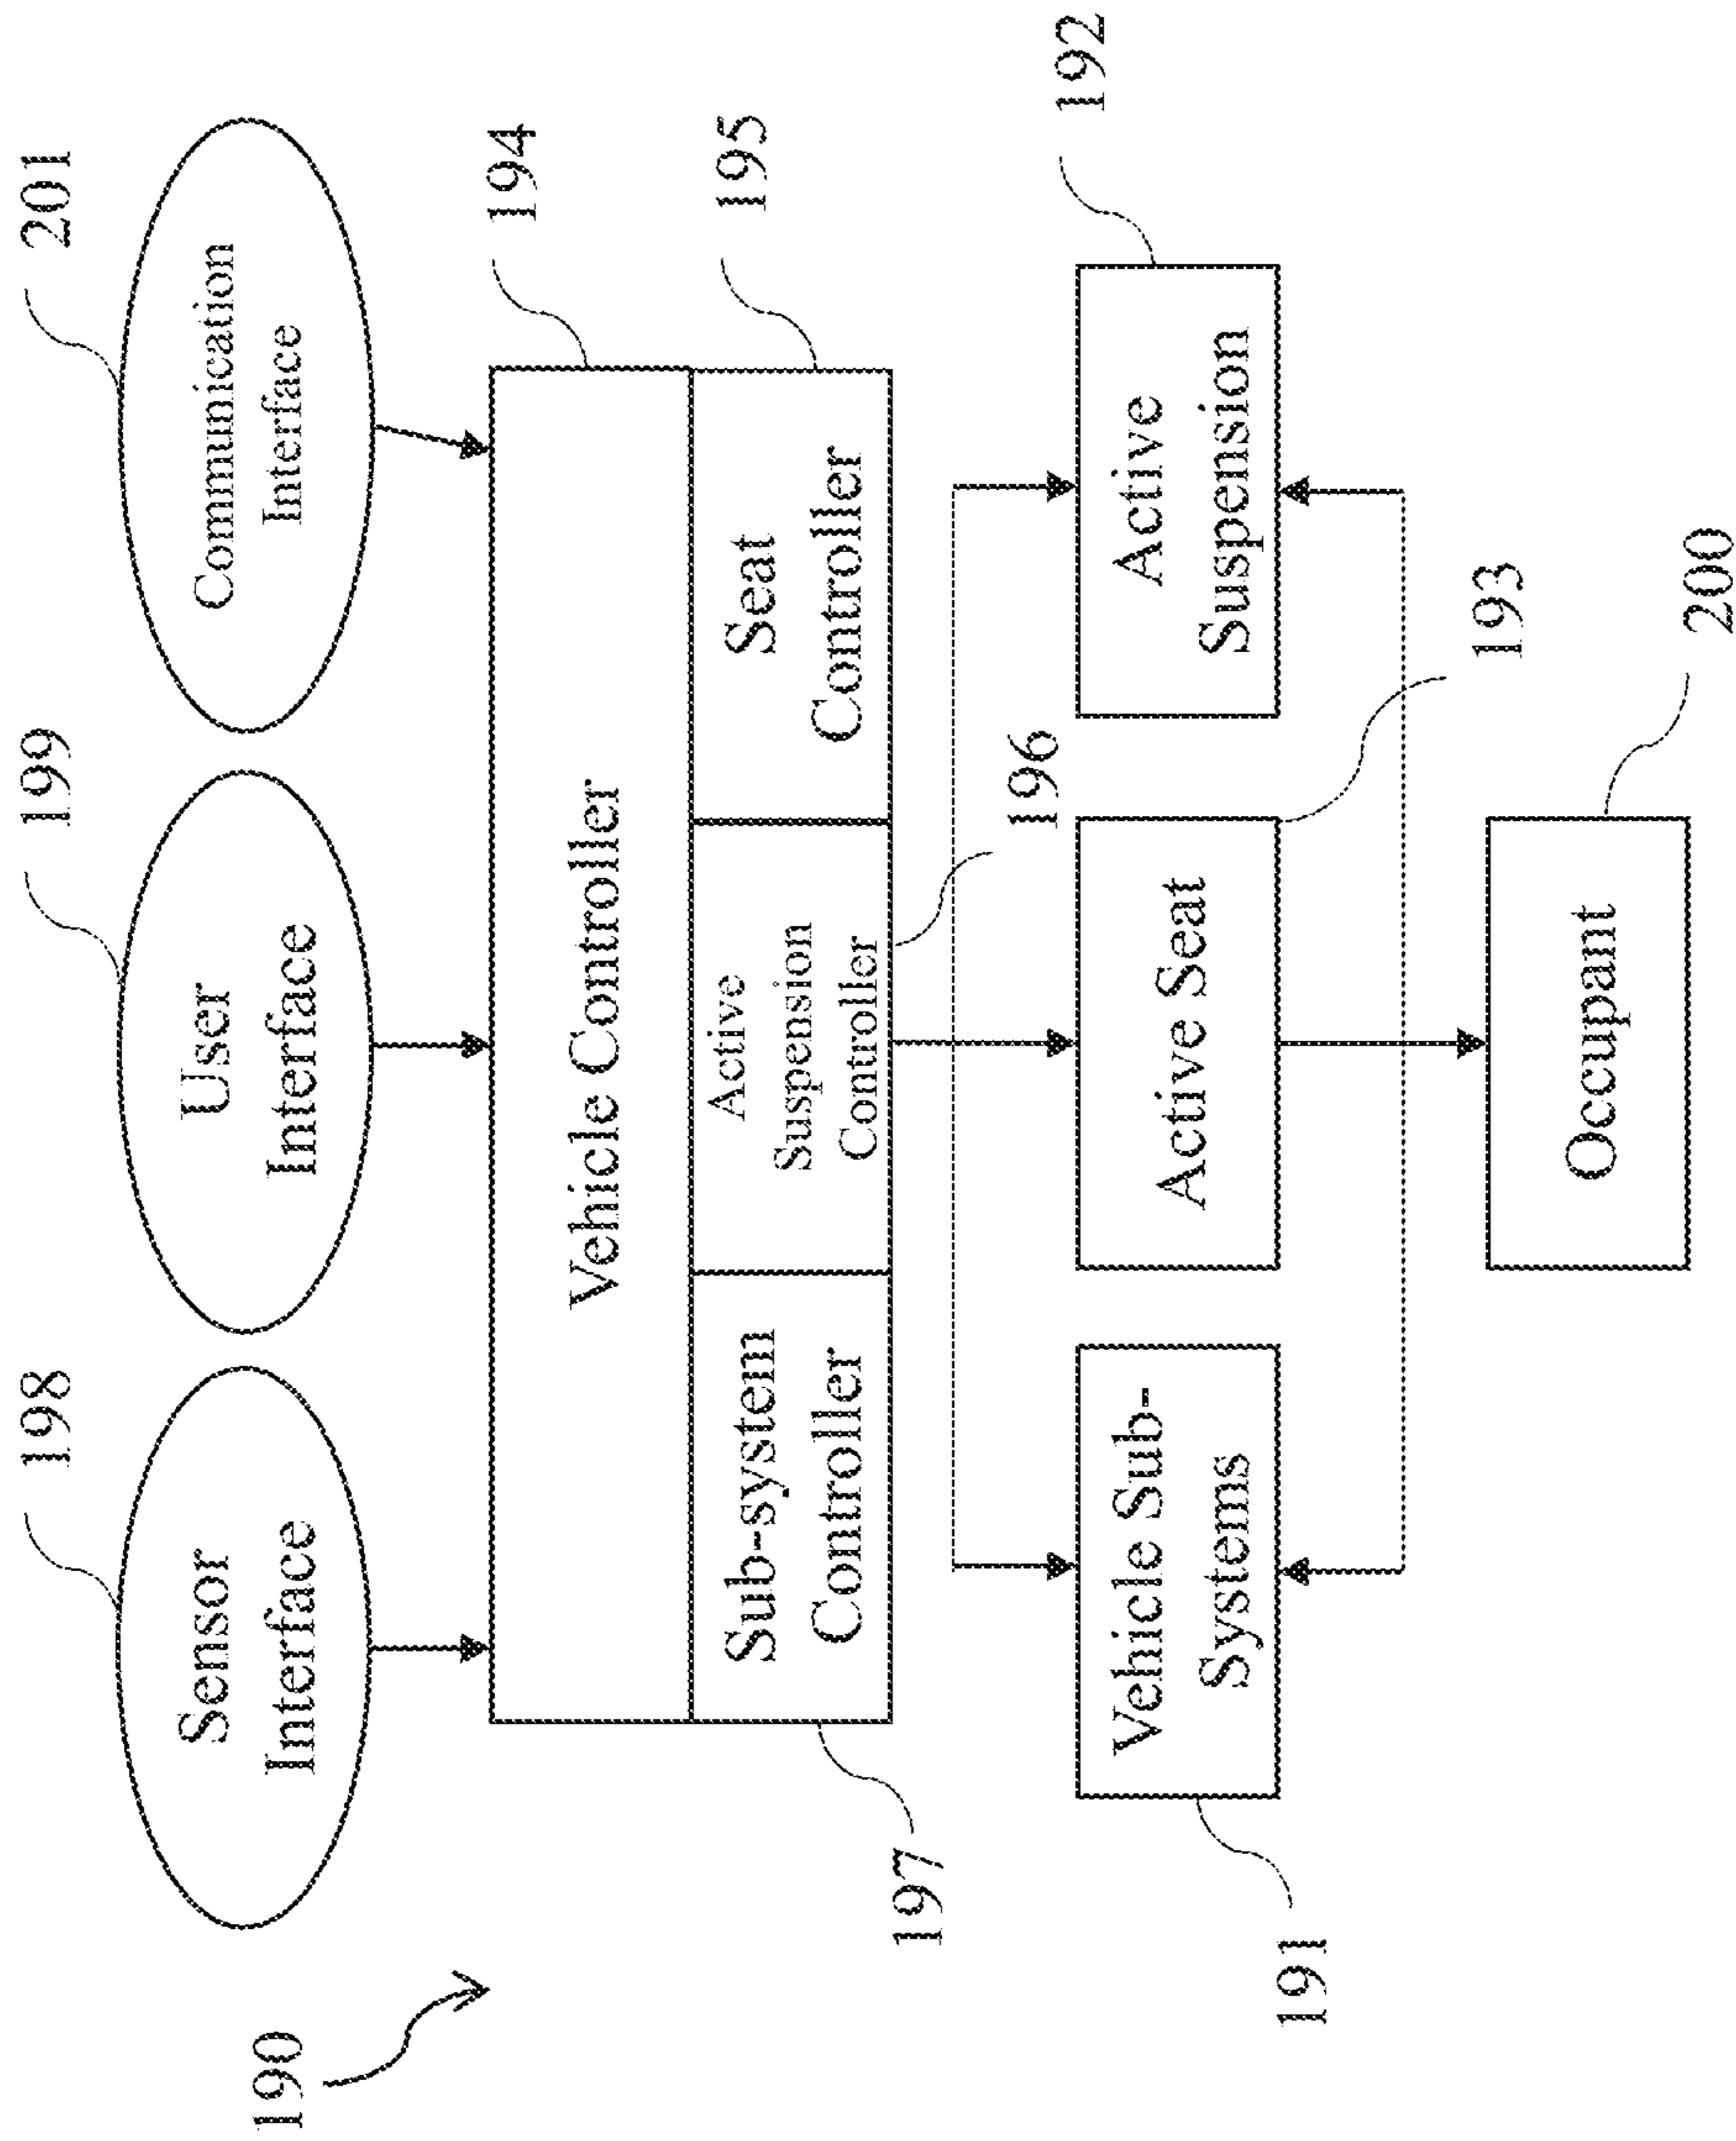 198
199
201
Sensor
Interface
User
Interface
Communication
Interface
190
194
Vehicle Controller
195
Sub-system
Controller
Active
Suspension
Controller
Seat
Controller
197
196
192
Vehicle Sub-
Systems
Active Seat
Active
Suspension
191
193
Occupant
200